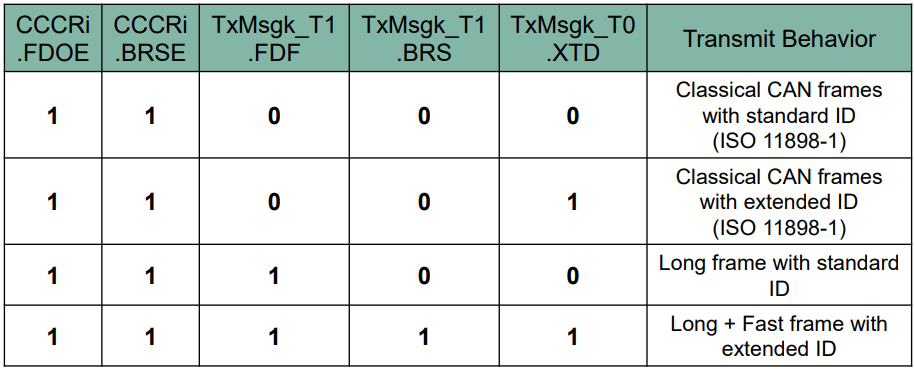 CCCRi CCCRi TxMsgk_T1 TxMsgk_T1 TxMsgk_T0 Transmit Behavior
.FDOE .BRSE .FDF .BRS .XTD
Classical CAN frames
1 1 0 0 0 with standard ID
(ISO 11898-1)
Classical CAN frames
1 1 0 0 1 with extended ID
(ISO 11898-1)
1 1 1 0 0 Long frame with standard
ID
1 1 1 1 1 Long + Fast frame with
extended ID